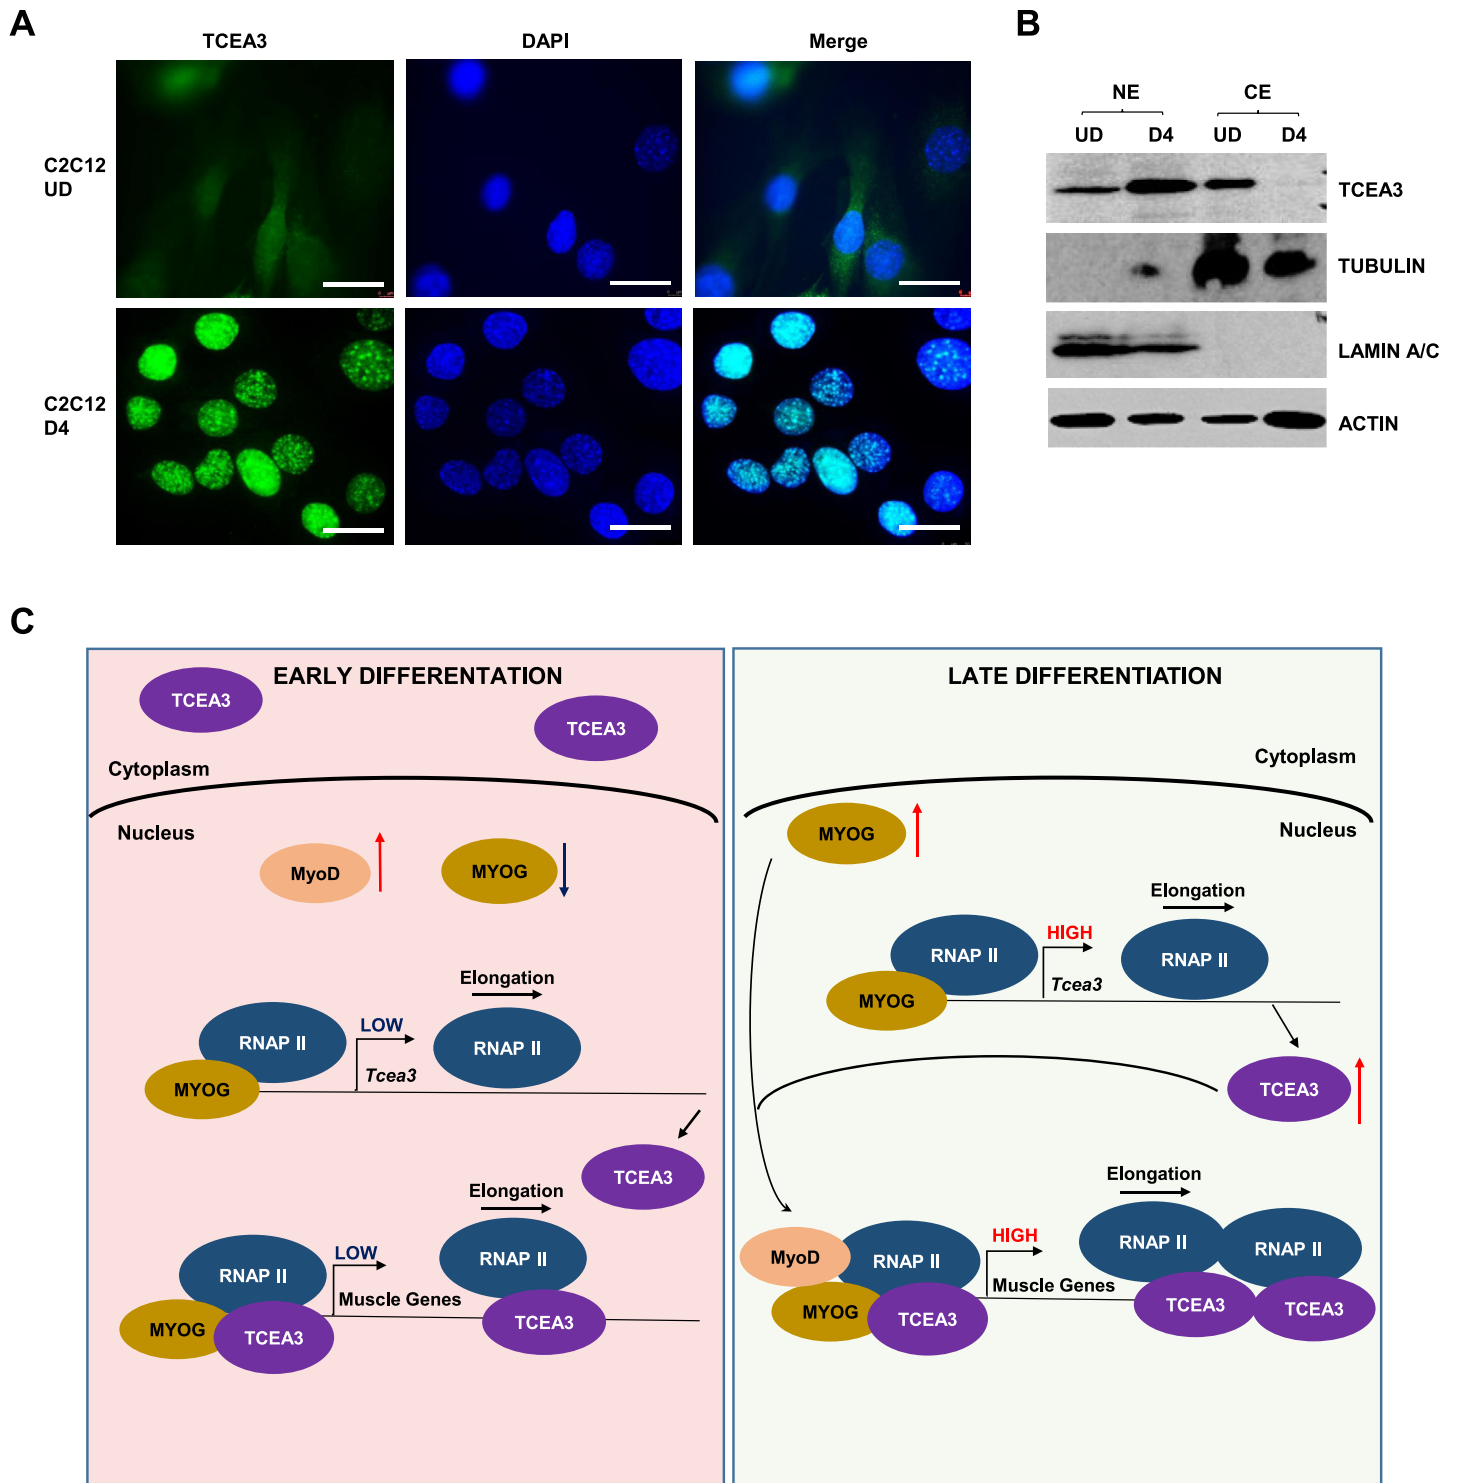 A
TCEA3 DAPI Merge
C2C12
UD
C2C12
D4
B
NE CE
UD D4 UD D4
TCEA3
TUBULIN
LAMIN A/C
ACTIN
C
EARLY DIFFERENTATION
TCEA3
TCEA3
Cytoplasm
Nucleus
MyoD
MYOG
Elongation
RNAP II
LOW
RNAP II
MYOG
Tcea3
TCEA3
Elongation
RNAP II
LOW
RNAP II
Muscle Genes
MYOG
TCEA3
TCEA3
LATE DIFFERENTIATION
Cytoplasm
Nucleus
MYOG
Elongation
RNAP II
HIGH
RNAP II
MYOG
Tcea3
TCEA3
Elongation
MyoD
RNAP II
HIGH
RNAP II
RNAP II
Muscle Genes
MYOG
TCEA3
TCEA3
TCEA3